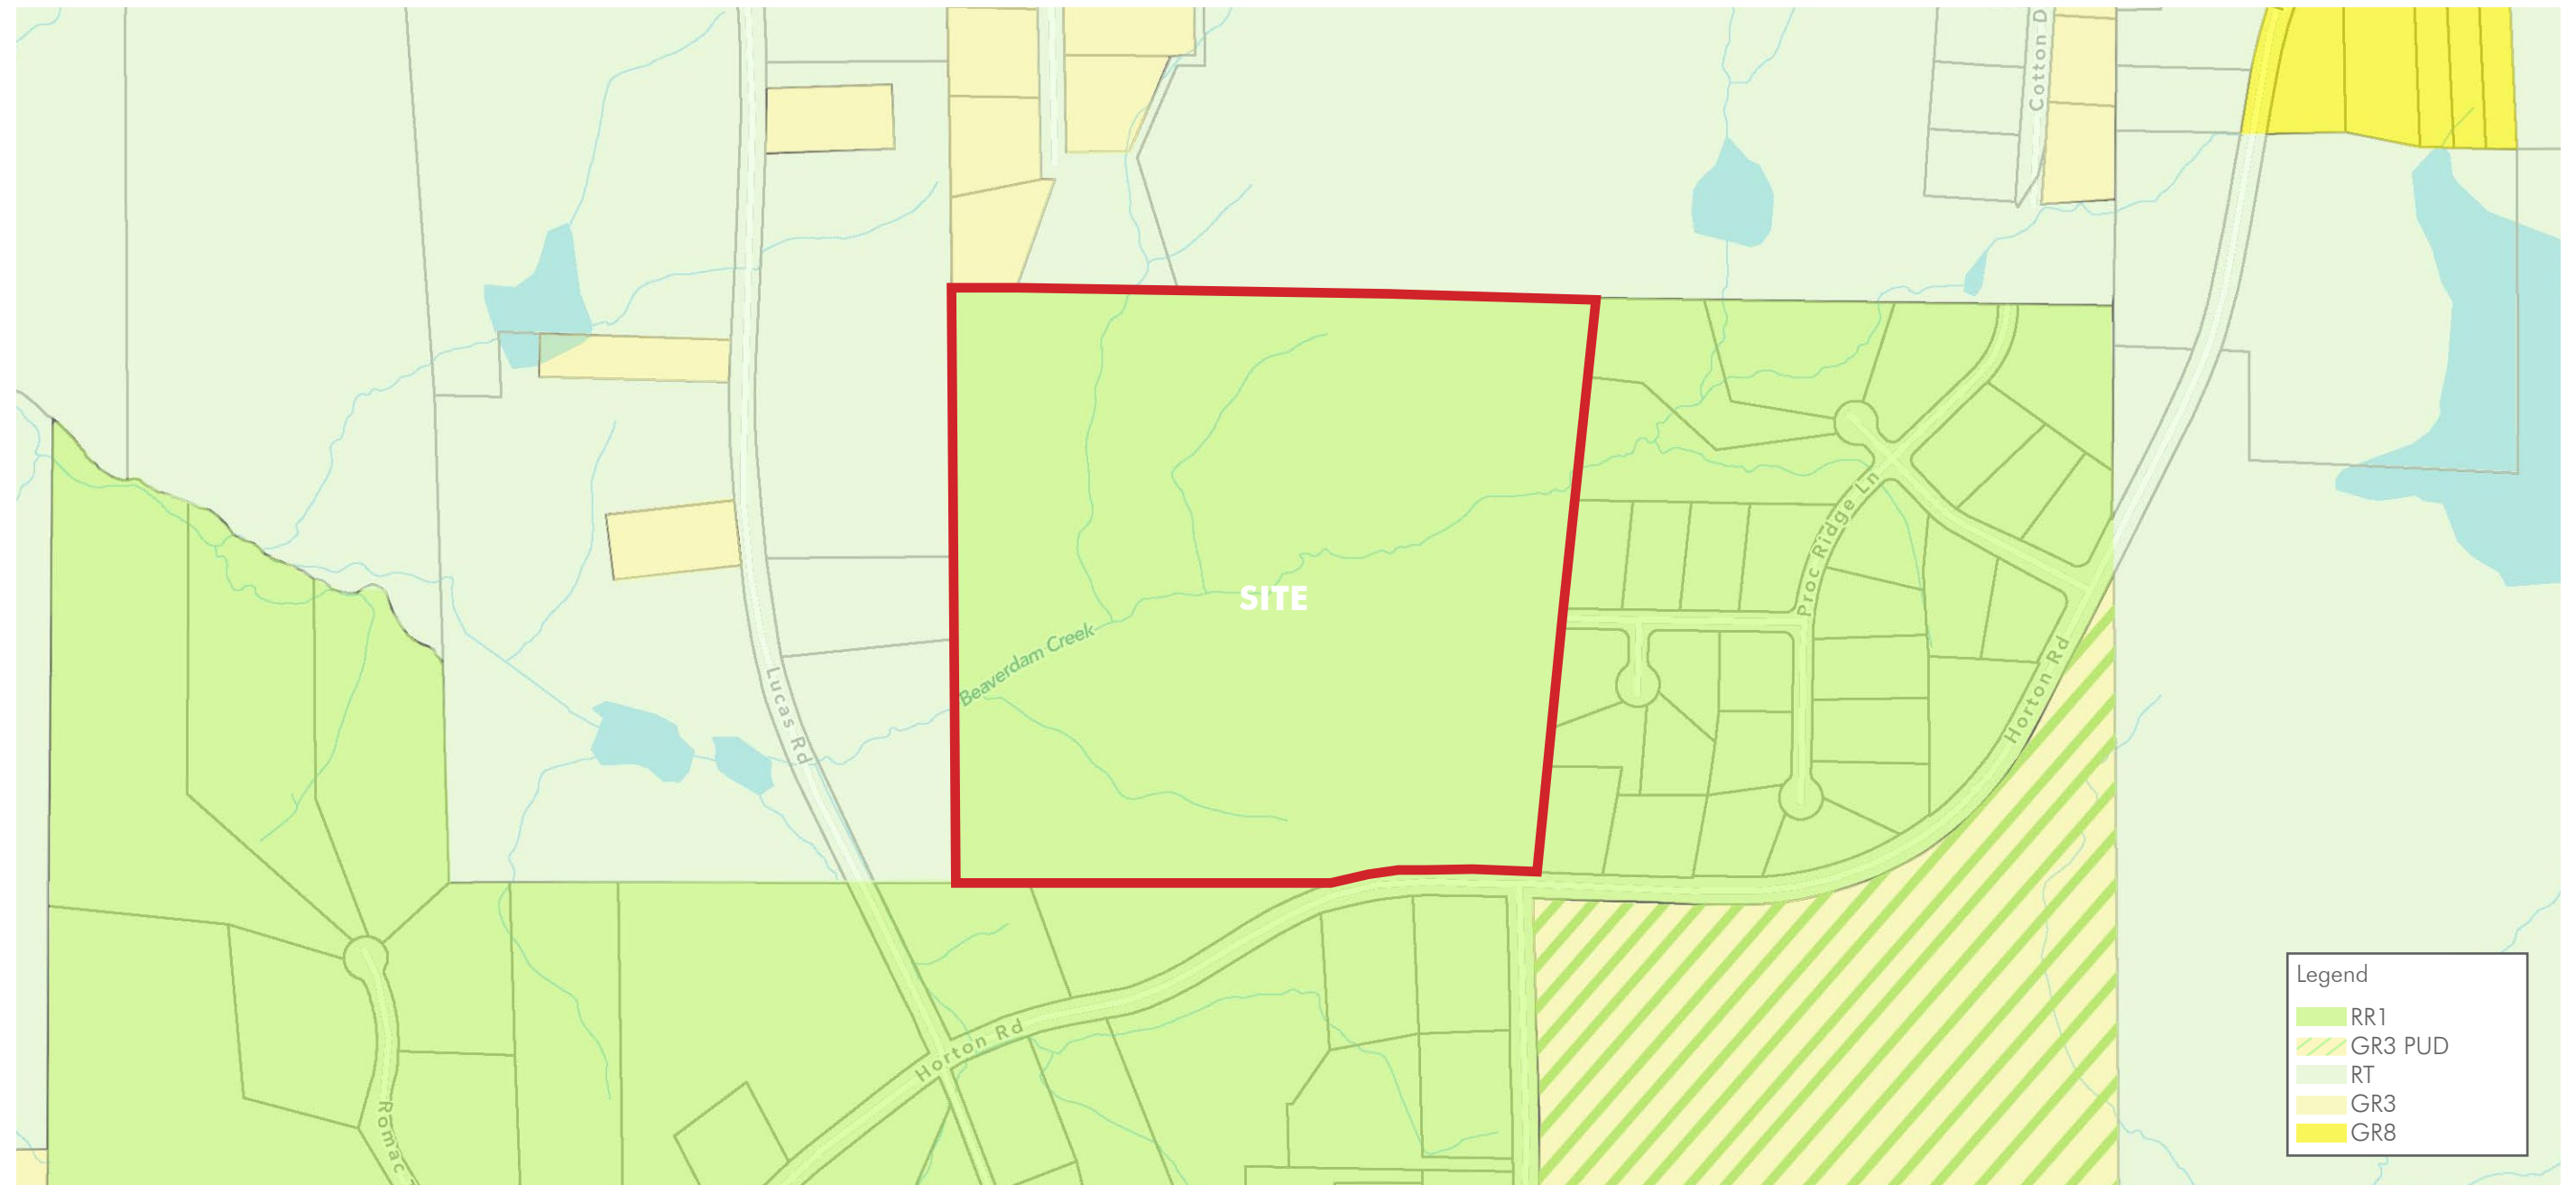 Cotton D
Proc Ridge Ln
SITE
Beaverdam Creek
Lucas Rd
Horton Rd
Horton Rd
Romac
Legend
RR1
GR3 PUD
RT
GR3
GR8